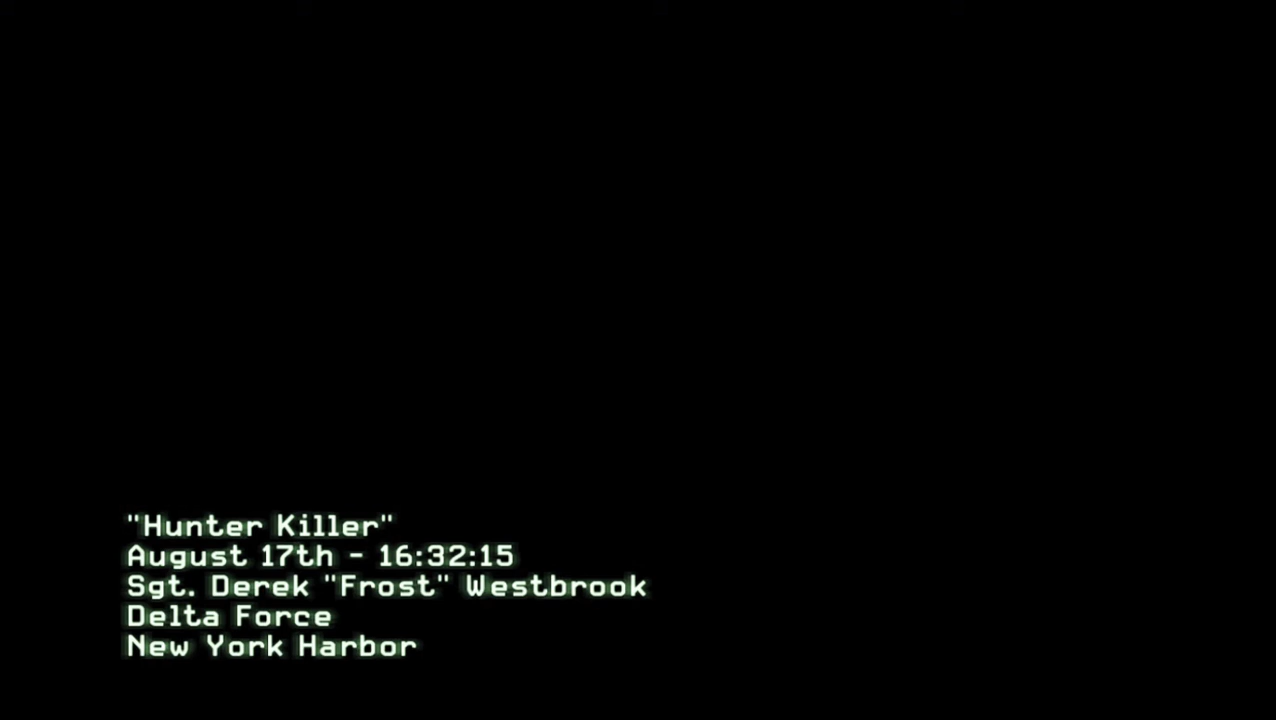 "Hunter Killer"
August 17th - 16:32:15
Sgt. Derek "Frost" Westbrook
Delta Force
New York Harbor